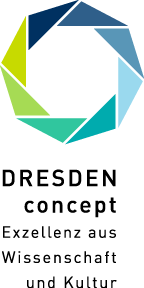 DRESDEN
concept
Exzellenz aus
Wissenschaft
und Kultur